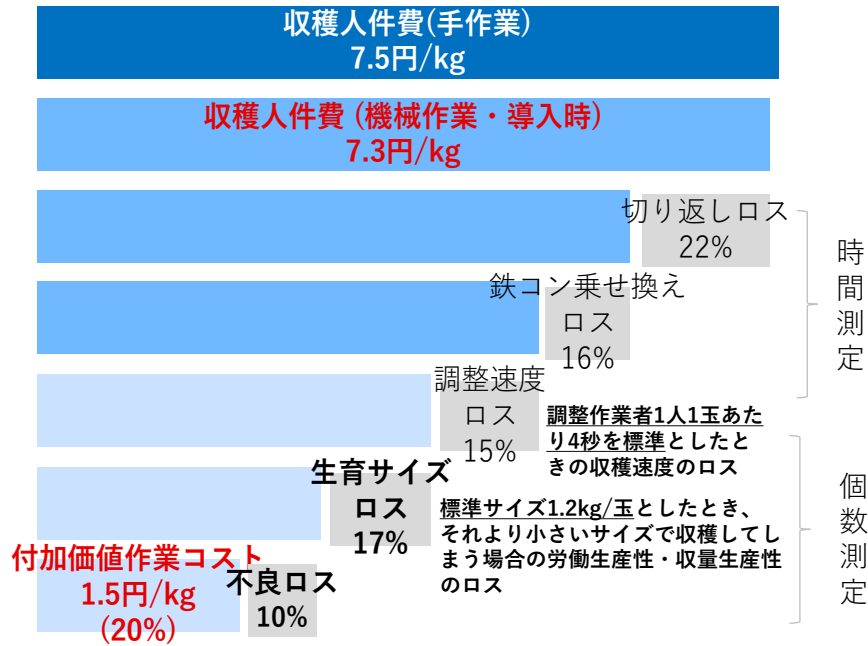 収穫人件費(手作業)
7.5円/kg
収穫人件費 (機械作業・導入時)
7.3円/kg
切り返しロス
22%
鉄コン乗せ換え
ロス
16%
時間測定
調整速度
ロス
15%
調整作業者1人1玉あた
り4秒を標準としたと
きの収穫速度のロス
生育サイズ
ロス
17%
標準サイズ1.2kg/玉としたとき、
それより小さいサイズで収穫してし
まう場合の労働生産性・収量生産性
のロス
個数測定
付加価値作業コスト
1.5円/kg
(20%)
不良ロス
10%